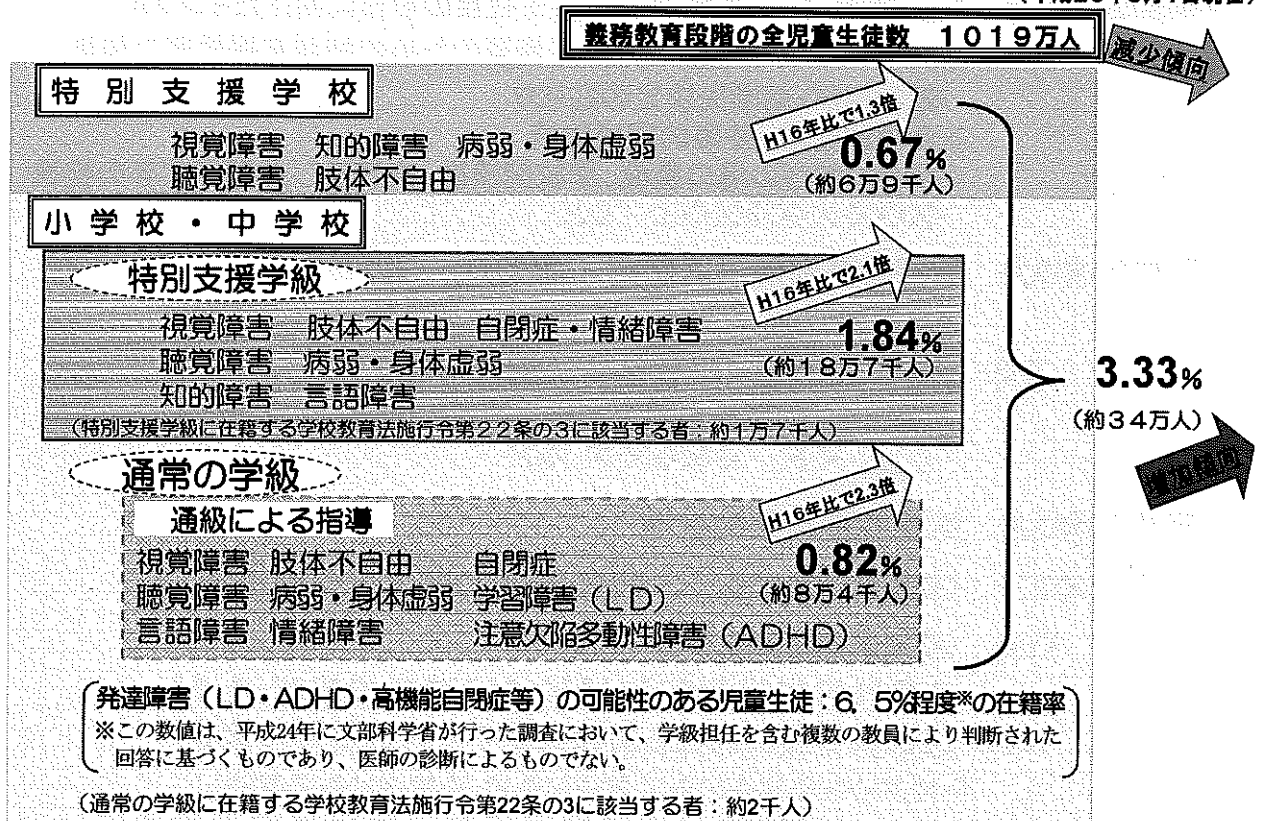 義務教育段階の全児童生徒数 1019万人
減少傾向
特別支援学校
H16年比で1.3倍
視覚障害 知的障害 病弱・身体虚弱
0.67%
聴覚障害 肢体不自由
(約6万9千人)
小学校・中学校
特別支援学級
H16年比で2.1倍
視覚障害 肢体不自由 自閉症・情緒障害
1.84%
聴覚障害 病弱・身体虚弱
(約18万7千人)
知的障害 言語障害
(特別支援学級に在籍する学校教育法施行令第22条の3に該当する者:約1万7千人)
3.33%
(約34万人)
通常の学級
H16年比で2.3倍
通級による指導
視覚障害 肢体不自由 自閉症
0.82%
聴覚障害 病弱・身体虚弱 学習障害(LD)
(約8万4千人)
言語障害 情緒障害 注意欠陥多動性障害(ADHD)
発達障害(LD・ADHD・高機能自閉症等)の可能性のある児童生徒:6.5%程度※の在籍率
※この数値は、平成24年に文部科学省が行った調査において、学級担任を含む複数の教員により判断された
回答に基づくものであり、医師の診断によるものでない。
(通常の学級に在籍する学校教育法施行令第22条の3に該当する者:約2千人)